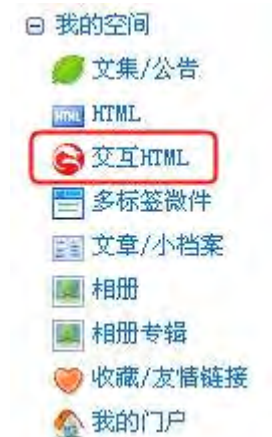 我的空间
文集/公告
HTML
交互HTML
多标签微件
文章/小档案
相册
相册专辑
收藏/友情链接
我的门户